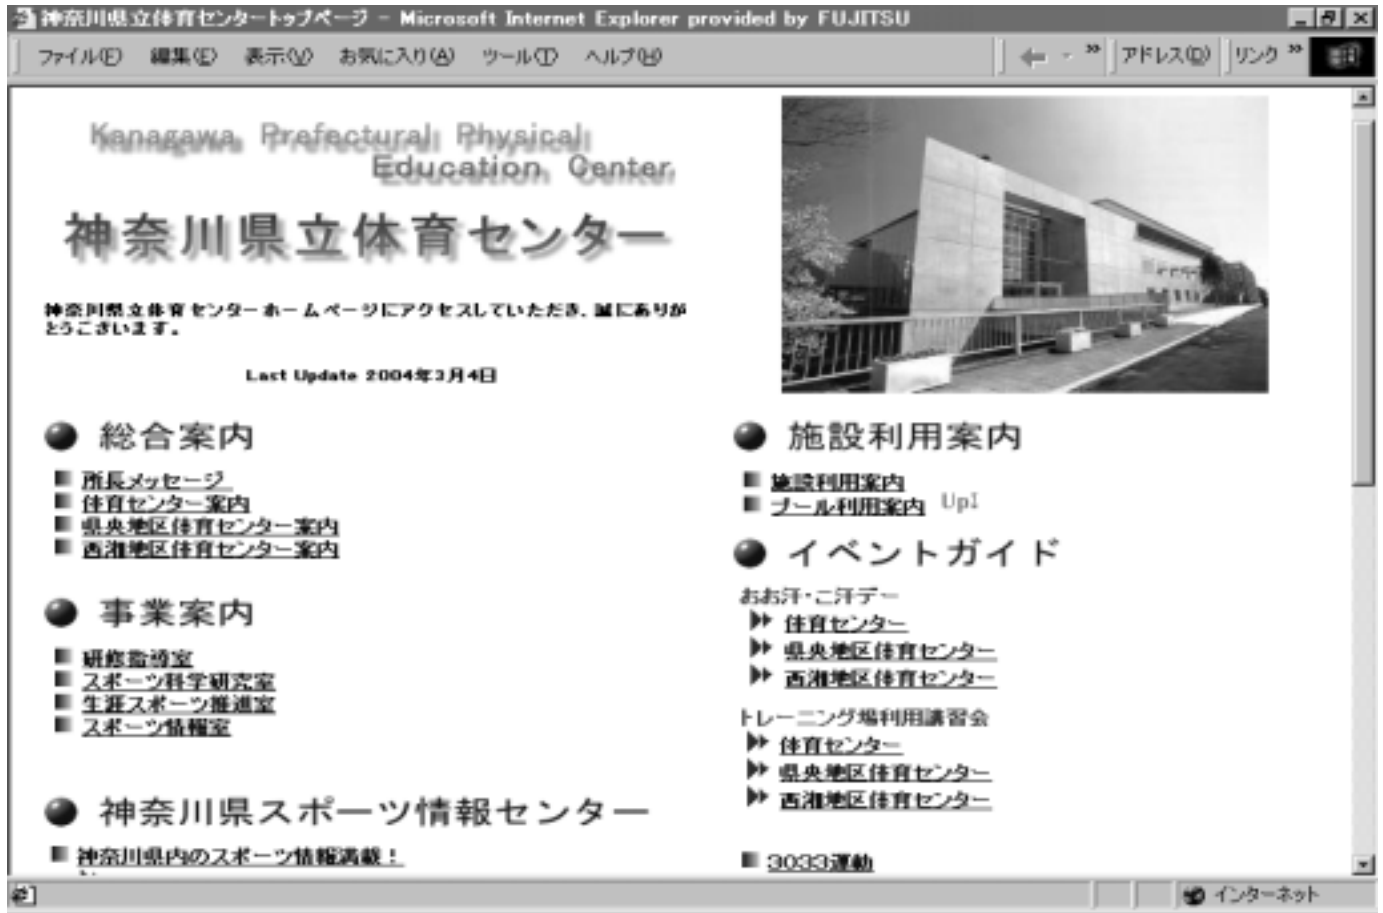 神奈川県立体育センタートップページ - Microsoft Internet Explorer provided by FUJITSU
ファイル(F) 編集(E) 表示(V) お気に入り(A) ツール(T) ヘルプ(H) » アドレス(D) リンク »
Kanagawa Prefectural Physical
Education Center
神奈川県立体育センター
神奈川県立体育センターホームページにアクセスしていただき、誠にありが
とうございます。
Last Update 2004年3月4日
総合案内
所長メッセージ
体育センター案内
県央地区体育センター案内
西湘地区体育センター案内
事業案内
研修指導室
スポーツ科学研究室
生涯スポーツ推進室
スポーツ情報室
神奈川県スポーツ情報センター
神奈川県内のスポーツ情報満載！
施設利用案内
施設利用案内
プール利用案内 Up!
イベントガイド
おお汗・こ汗デー
体育センター
県央地区体育センター
西湘地区体育センター
トレーニング場利用講習会
体育センター
県央地区体育センター
西湘地区体育センター
3033運動
インターネット